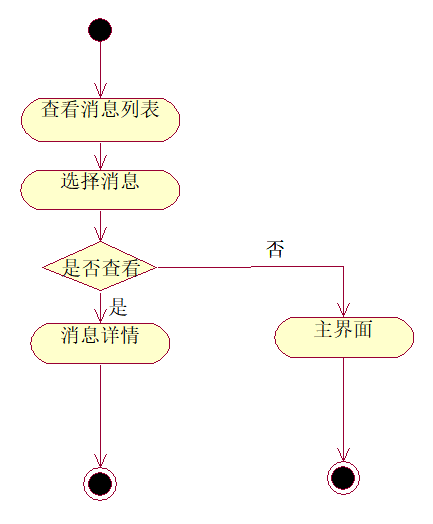 查看消息列表
选择消息
是否查看
否
是
消息详情
主界面